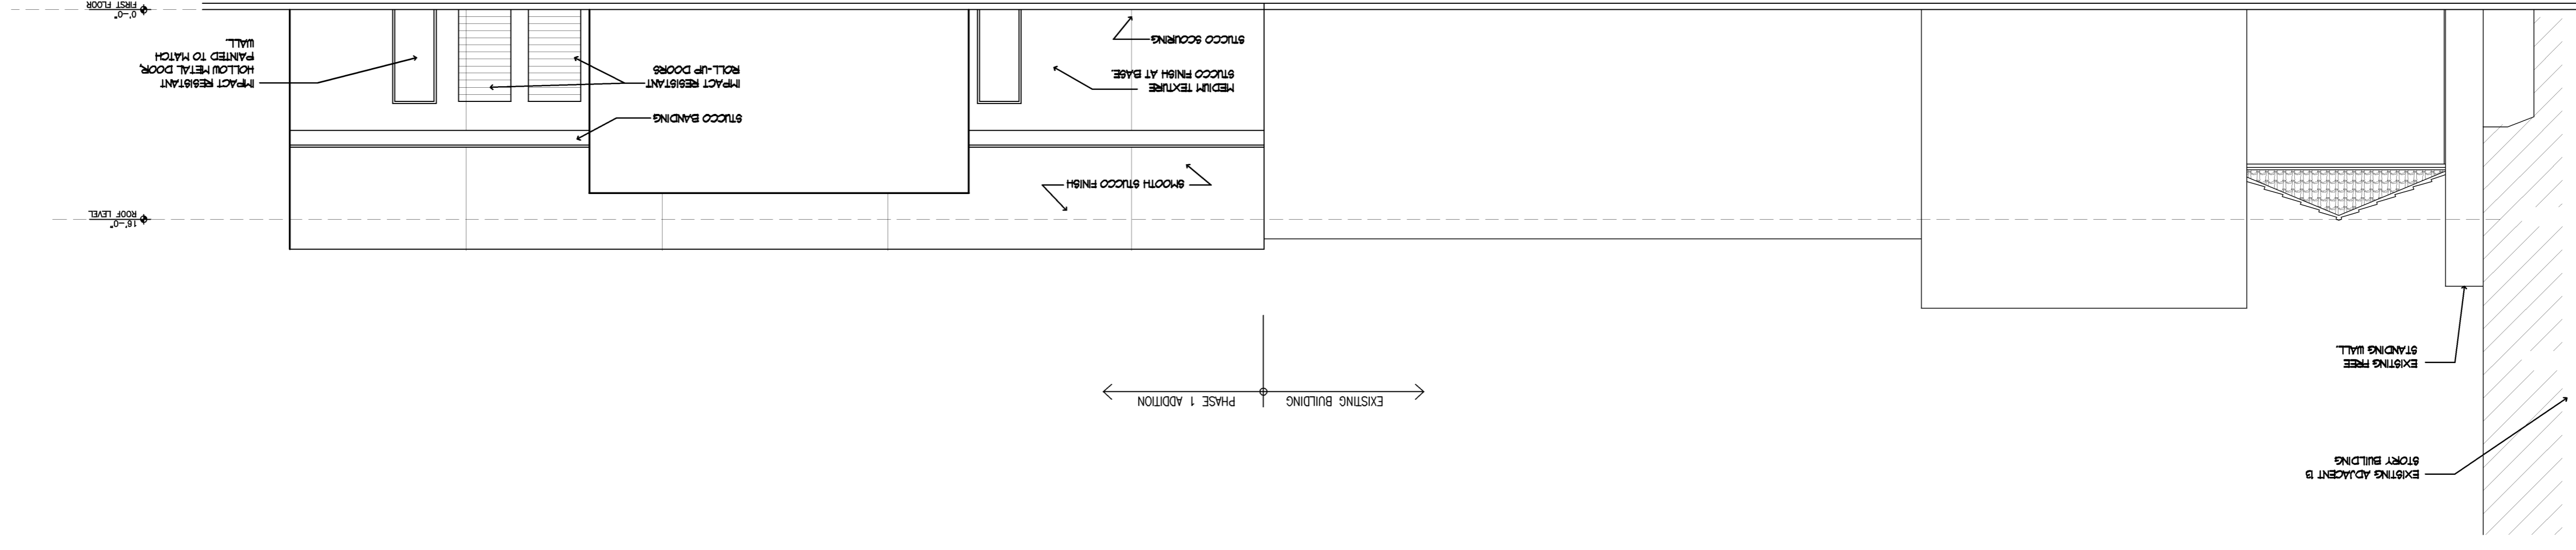 EXISTING ADJACENT 13
STORY BUILDING
EXISTING FREE
STANDING WALL.
EXISTING BUILDING
PHASE 1 ADDITION
16'-0"
ROOF LEVEL
SMOOTH STUCCO FINISH
STUCCO BANDING
MEDIUM TEXTURE
STUCCO FINISH AT BASE.
STUCCO SCOURING
IMPACT RESISTANT
ROLL-UP DOORS
IMPACT RESISTANT
HOLLOW METAL DOOR,
PAINTED TO MATCH
WALL.
0'-0"
FIRST FLOOR